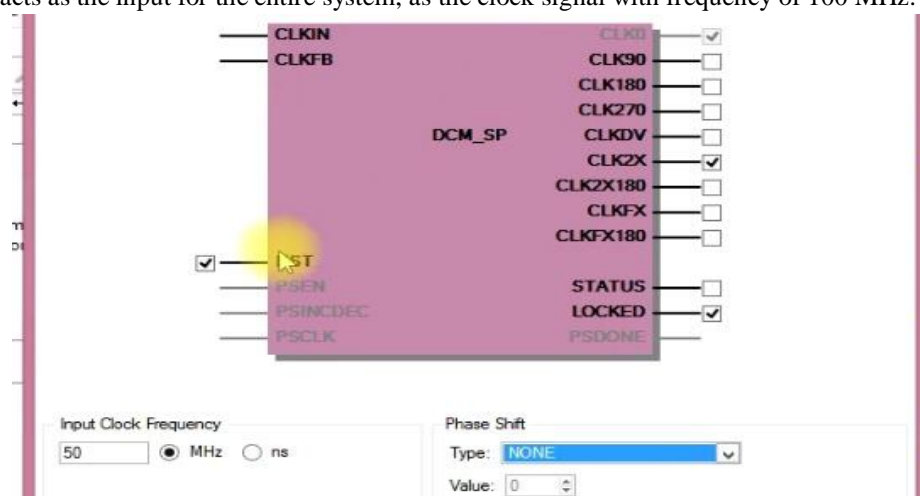 acts as the input for the entire system, as the clock signal with frequency of 100 MHz.
CLKIN CLK0
CLKFB CLK90
CLK180
CLK270
DCM_SP CLKDV
CLK2X
CLK2X180
CLKFX
CLKFX180
ST
PSEN STATUS
PSINCDEC LOCKED
PSCLK PSDONE
Input Clock Frequency Phase Shift
50 MHz ns Type: NONE
Value: 0